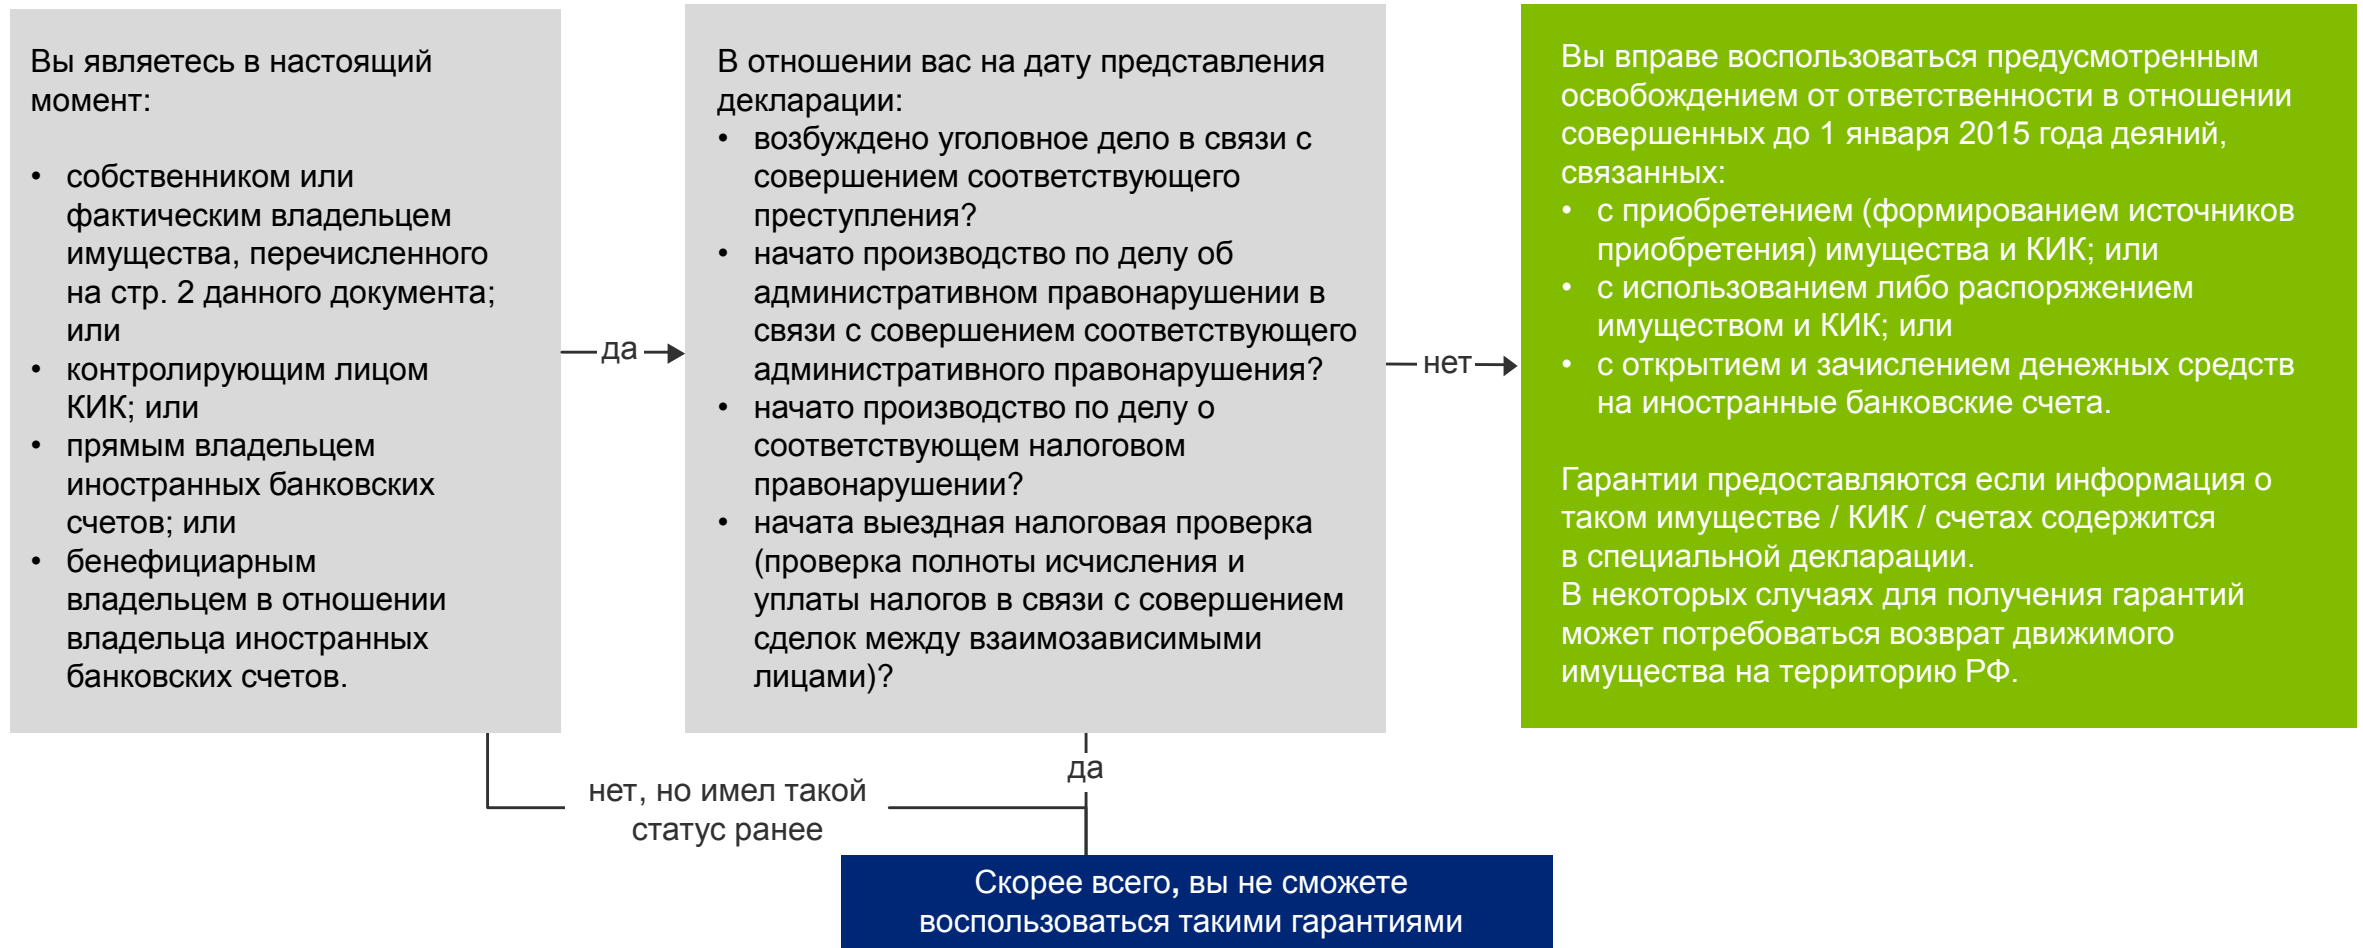 Вы являетесь в настоящий
момент:
• собственником или
фактическим владельцем
имущества, перечисленного
на стр. 2 данного документа;
или
• контролирующим лицом
КИК; или
• прямым владельцем
иностранных банковских
счетов; или
• бенефициарным
владельцем в отношении
владельца иностранных
банковских счетов.
да
В отношении вас на дату представления
декларации:
• возбуждено уголовное дело в связи с
совершением соответствующего
преступления?
• начато производство по делу об
административном правонарушении в
связи с совершением соответствующего
административного правонарушения?
• начато производство по делу о
соответствующем налоговом
правонарушении?
• начата выездная налоговая проверка
(проверка полноты исчисления и
уплаты налогов в связи с совершением
сделок между взаимозависимыми
лицами)?
нет
Вы вправе воспользоваться предусмотренным
освобождением от ответственности в отношении
совершенных до 1 января 2015 года деяний,
связанных:
• с приобретением (формированием источников
приобретения) имущества и КИК; или
• с использованием либо распоряжением
имуществом и КИК; или
• с открытием и зачислением денежных средств
на иностранные банковские счета.
Гарантии предоставляются если информация о
таком имуществе / КИК / счетах содержится
в специальной декларации.
В некоторых случаях для получения гарантий
может потребоваться возврат движимого
имущества на территорию РФ.
да
нет, но имел такой
статус ранее
Скорее всего, вы не сможете
воспользоваться такими гарантиями